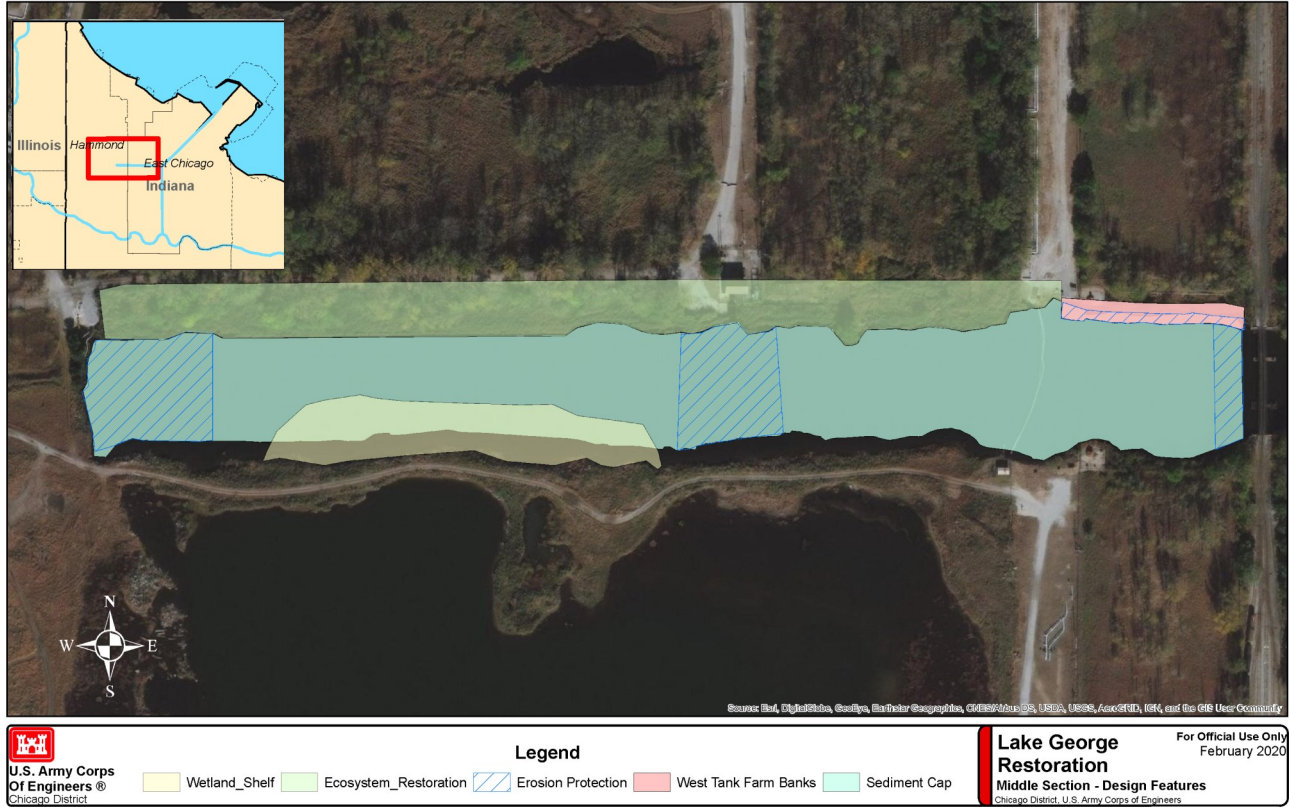 Illinois
Hammond
East Chicago
Indiana
N
W E
S
Source: Esri, DigitalGlobe, GeoEye, Earthstar Geographics, CNES/Airbus DS, USDA, USGS, AeroGRID, IGN, and the GIS User Community
U.S. Army Corps
Of Engineers ®
Chicago District
Legend
Wetland_Shelf Ecosystem_Restoration Erosion Protection West Tank Farm Banks Sediment Cap
Lake George
Restoration
Middle Section - Design Features
Chicago District, U.S. Army Corps of Engineers
For Official Use Only
February 2020